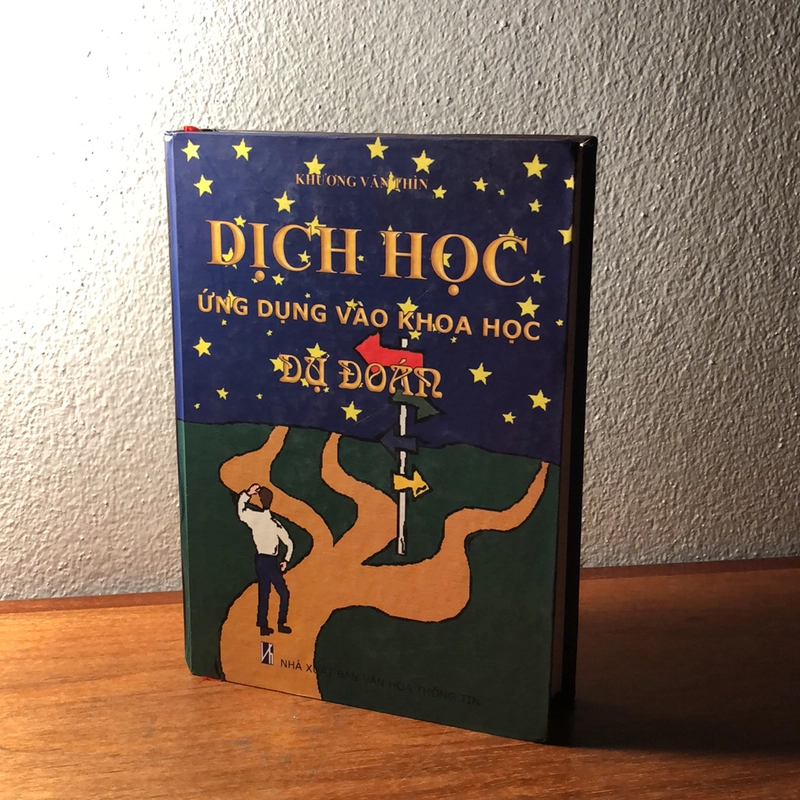 KHƯƠNG VĂN THÌN
DỊCH HỌC
ỨNG DỤNG VÀO KHOA HỌC
DỰ ĐOÁN
NHÀ XUẤT BẢN VĂN HÓA THÔNG TIN